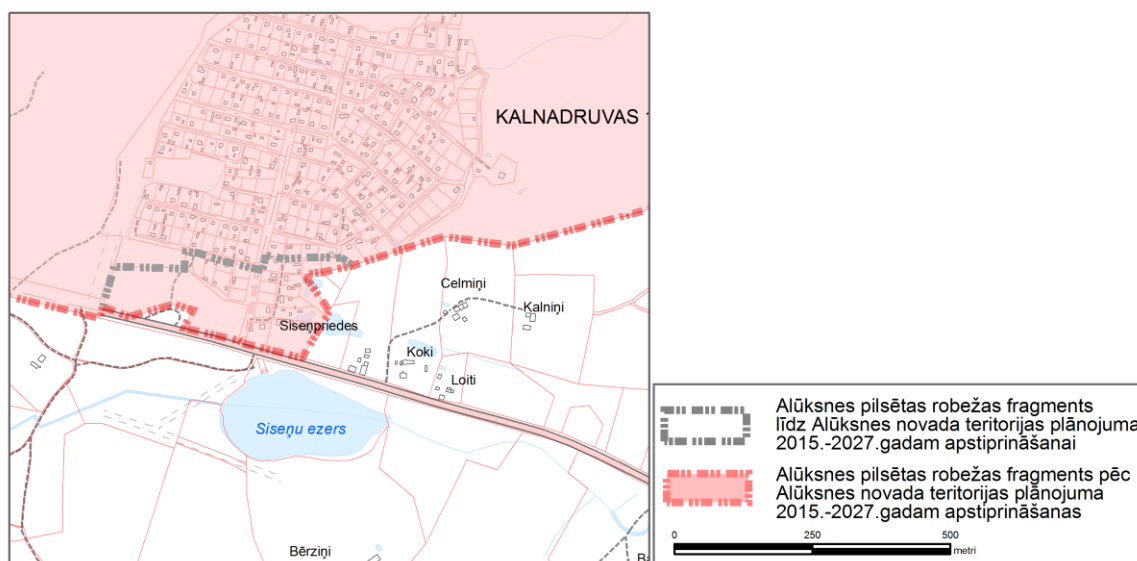 KALNADRUVAS
Celmiņi
Kalniņi
Siseņpriedes
Koki
Loiti
Siseņu ezers
Bērziņi
Alūksnes pilsētas robežas fragments
līdz Alūksnes novada teritorijas plānojuma
2015.-2027.gadam apstiprināšanai
Alūksnes pilsētas robežas fragments pēc
Alūksnes novada teritorijas plānojuma
2015.-2027.gadam apstiprināšanas
0 250 500
metri